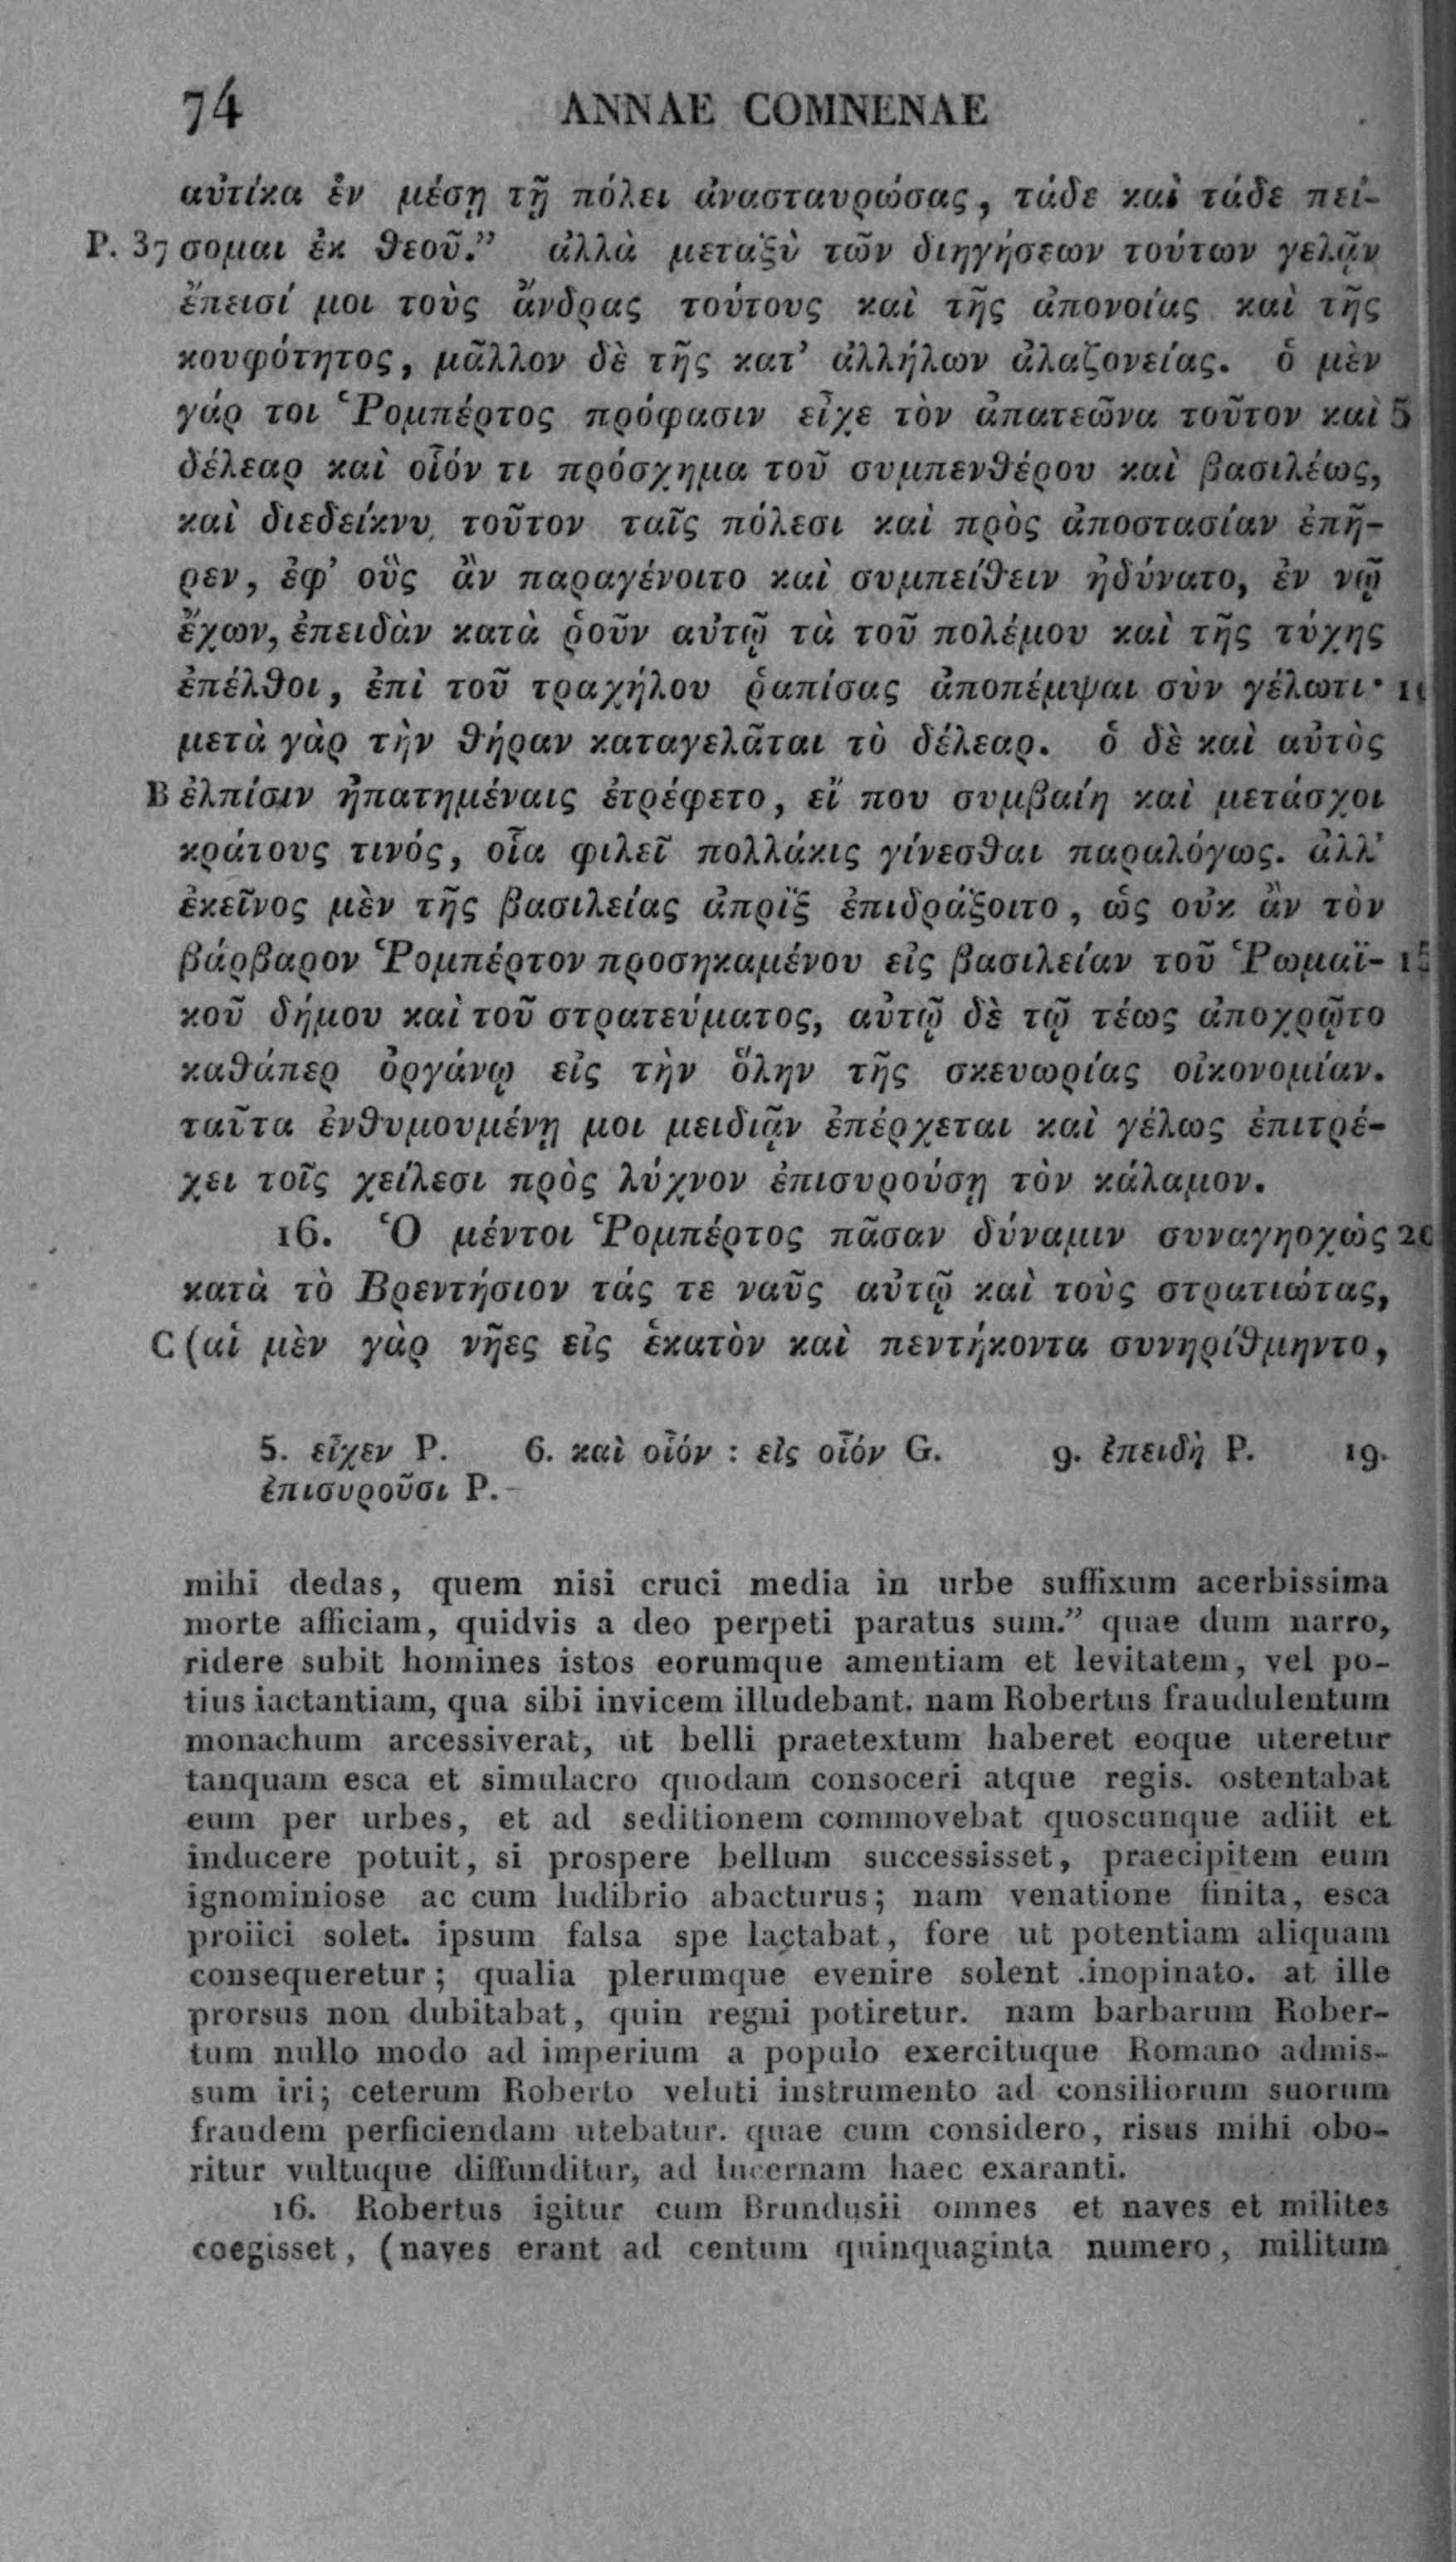 74 ANNAE COMNENAE
αὐτίκα ἐν μέσῃ τῇ πόλει ἀνασταυρώσας, τάδε καὶ τάδε πεί-
P. 37 σομαι ἐκ θεοῦ.” ἀλλὰ μεταξὺ τῶν διηγήσεων τούτων γελᾷν
ἔπεισί μοι τοὺς ἄνδρας τούτους καὶ τῆς ἀπονοίας καὶ τῆς
κουφότητος, μᾶλλον δὲ τῆς κατ’ ἀλλήλων ἀλαζονείας. ὁ μὲν
γάρ τοι Ῥομπέρτος πρόφασιν εἶχε τὸν ἀπατεῶνα τοῦτον καὶ 5
δέλεαρ καὶ οἷόν τι πρόσχημα τοῦ συμπενθέρου καὶ βασιλέως,
καὶ διεδείκνυ τοῦτον ταῖς πόλεσι καὶ πρὸς ἀποστασίαν ἐπῆ-
ρεν, ἐφ’ οὓς ἂν παραγένοιτο καὶ συμπείθειν ἠδύνατο, ἐν νῷ
ἔχων, ἐπειδὰν κατὰ ῥοῦν αὐτῷ τὰ τοῦ πολέμου καὶ τῆς τύχης
ἐπέλθοι, ἐπὶ τοῦ τραχήλου ῥαπίσας ἀποπέμψαι σὺν γέλωτι·
μετὰ γὰρ τὴν θήραν καταγελᾶται τὸ δέλεαρ. ὁ δὲ καὶ αὐτὸς
B ἐλπίσιν ἠπατημέναις ἐτρέφετο, εἴ που συμβαίη καὶ μετάσχοι
κράτους τινός, οἷα φιλεῖ πολλάκις γίνεσθαι παραλόγως. ἀλλ’
ἐκεῖνος μὲν τῆς βασιλείας ἀπρὶξ ἐπιδράξοιτο, ὡς οὐκ ἂν τὸν
βάρβαρον Ῥομπέρτον προσηκαμένου εἰς βασιλείαν τοῦ Ῥωμαϊ- 15
κοῦ δήμου καὶ τοῦ στρατεύματος, αὐτῷ δὲ τῷ τέως ἀποχρῷτο
καθάπερ ὀργάνῳ εἰς τὴν ὅλην τῆς σκευωρίας οἰκονομίαν.
ταῦτα ἐνθυμουμένῃ μοι μειδιᾷν ἐπέρχεται καὶ γέλως ἐπιτρέ-
χει τοῖς χείλεσι πρὸς λύχνον ἐπισυρούσῃ τὸν κάλαμον.
16. Ὁ μέντοι Ῥομπέρτος πᾶσαν δύναμιν συναγηοχὼς 20
κατὰ τὸ Βρεντήσιον τάς τε ναῦς αὐτῷ καὶ τοὺς στρατιώτας,
C (αἱ μὲν γὰρ νῆες εἰς ἑκατὸν καὶ πεντήκοντα συνηρίθμηντο,
5. εἶχεν P. 6. καὶ οἷόν : εἰς οἷόν G. 9. ἐπειδὴ P. 19.
ἐπισυροῦσι P.
mihi dedas, quem nisi cruci media in urbe suffixum acerbissima
morte afficiam, quidvis a deo perpeti paratus sum.” quae dum narro,
ridere subit homines istos eorumque amentiam et levitatem, vel po-
tius iactantiam, qua sibi invicem illudebant. nam Robertus fraudulentum
monachum arcessiverat, ut belli praetextum haberet eoque uteretur
tanquam esca et simulacro quodam consoceri atque regis. ostentabat
eum per urbes, et ad seditionem commovebat quoscunque adiit et
inducere potuit, si prospere bellum successisset, praecipitem eum
ignominiose ac cum ludibrio abacturus; nam venatione finita, esca
proiici solet. ipsum falsa spe lactabat, fore ut potentiam aliquam
consequeretur; qualia plerumque evenire solent inopinato. at ille
prorsus non dubitabat, quin regni potiretur. nam barbarum Rober-
tum nullo modo ad imperium a populo exercituque Romano admis-
sum iri; ceterum Roberto veluti instrumento ad consiliorum suorum
fraudem perficiendam utebatur. quae cum considero, risus mihi obo-
ritur vultuque diffunditur, ad lucernam haec exaranti.
16. Robertus igitur cum Brundusii omnes et naves et milites
coegisset, (naves erant ad centum quinquaginta numero, militum